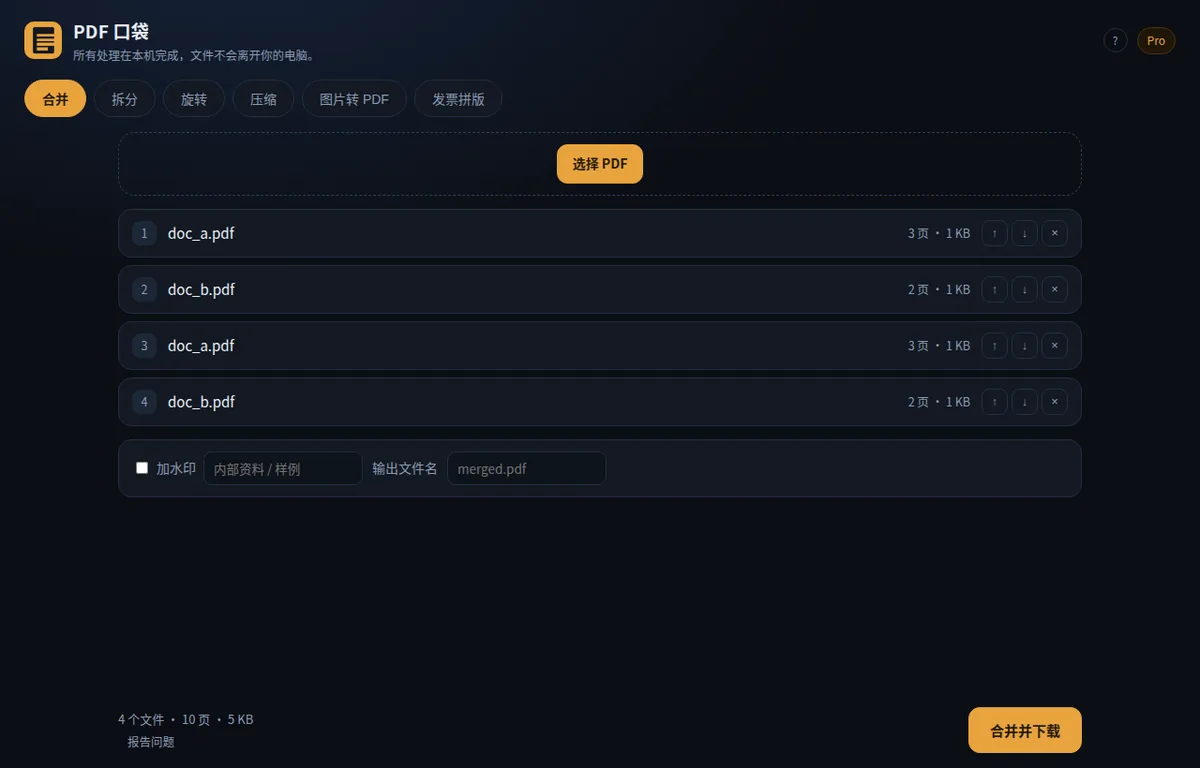 PDF 口袋
所有处理在本机完成，文件不会离开你的电脑。
? Pro
合并 拆分 旋转 压缩 图片转 PDF 发票拼版
选择 PDF
1 doc_a.pdf 3 页 · 1 KB ↑ ↓ ×
2 doc_b.pdf 2 页 · 1 KB ↑ ↓ ×
3 doc_a.pdf 3 页 · 1 KB ↑ ↓ ×
4 doc_b.pdf 2 页 · 1 KB ↑ ↓ ×
加水印 内部资料 / 样例 输出文件名 merged.pdf
4 个文件 · 10 页 · 5 KB
报告问题
合并并下载